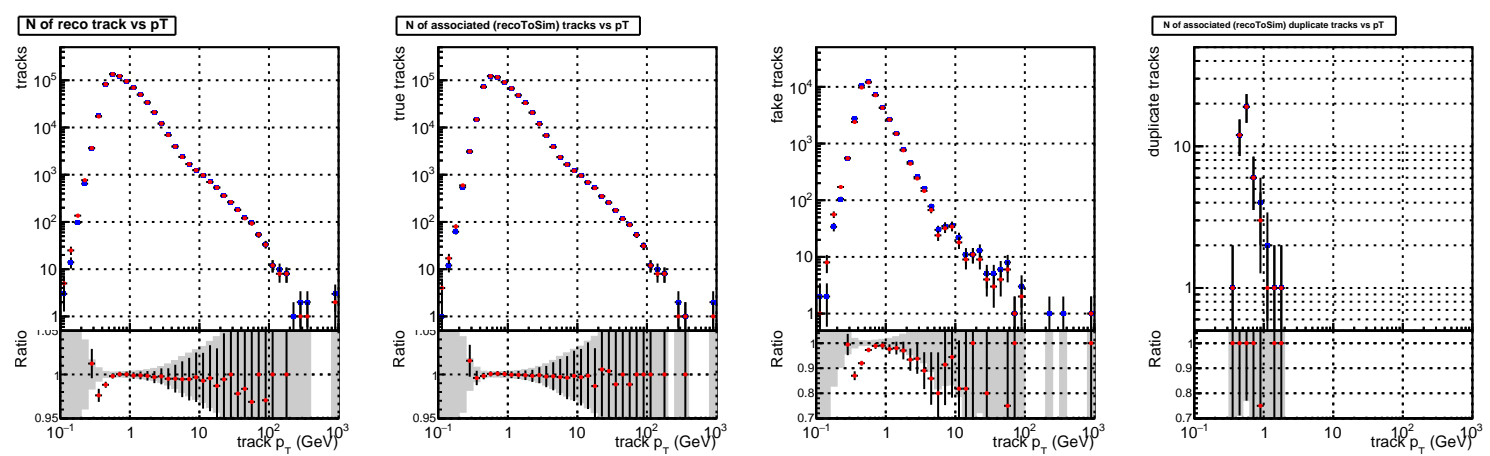 N of reco track vs pT
tracks
10^5
10^4
10^3
10^2
10
1
Ratio
1.05
1
0.95
10^-1 1 10 10^2 10^3
track p_T (GeV)
N of associated (recoToSim) tracks vs pT
true tracks
10^5
10^4
10^3
10^2
10
1
Ratio
1.05
1
0.95
10^-1 1 10 10^2 10^3
track p_T (GeV)
fake tracks
10^4
10^3
10^2
10
1
Ratio
1
0.9
0.8
0.7
10^-1 1 10 10^2 10^3
track p_T (GeV)
N of associated (recoToSim) duplicate tracks vs pT
duplicate tracks
10
1
Ratio
1
0.9
0.8
0.7
10^-1 1 10 10^2 10^3
track p_T (GeV)